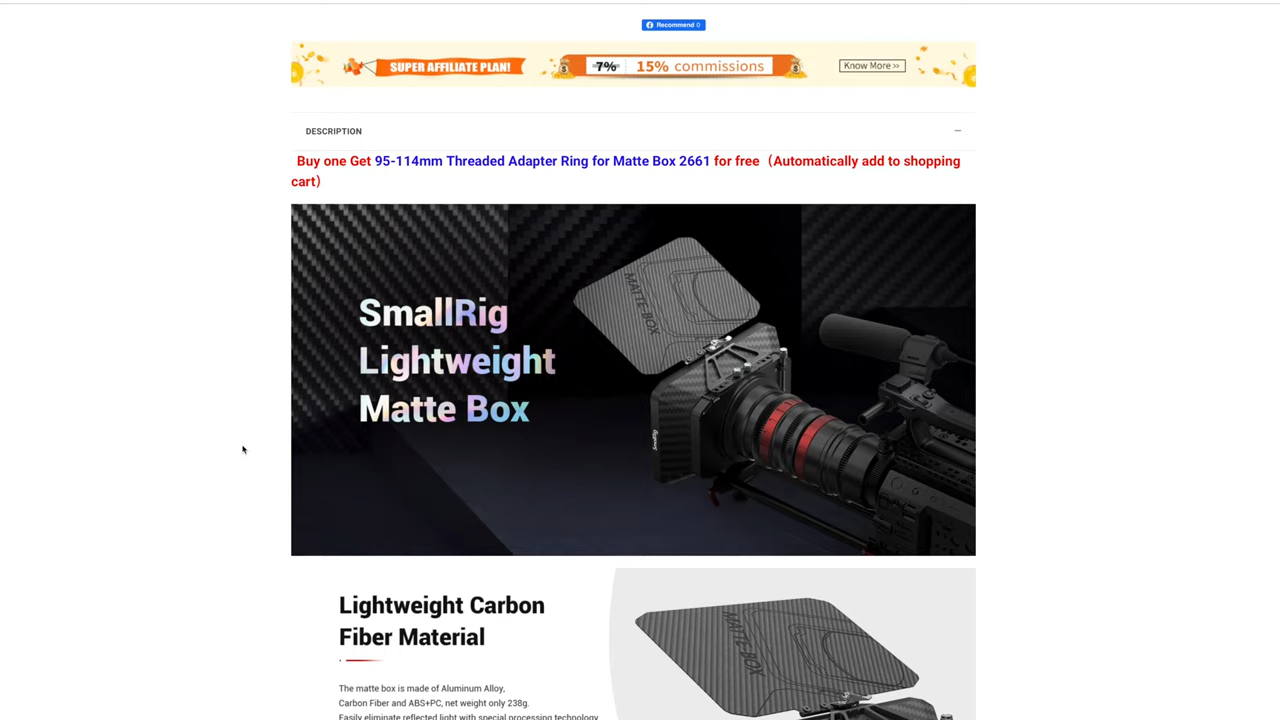 Recommend 0
SUPER AFFILIATE PLAN! 7% 15% commissions Know More >>
DESCRIPTION
Buy one Get 95-114mm Threaded Adapter Ring for Matte Box 2661 for free（Automatically add to shopping
cart）
MATTE-BOX
SmallRig
Lightweight
Matte Box
SmallRig
Lightweight Carbon
Fiber Material
MATTE-BOX
The matte box is made of Aluminum Alloy,
Carbon Fiber and ABS+PC, net weight only 238g.
Easily eliminate reflected light with special processing technology